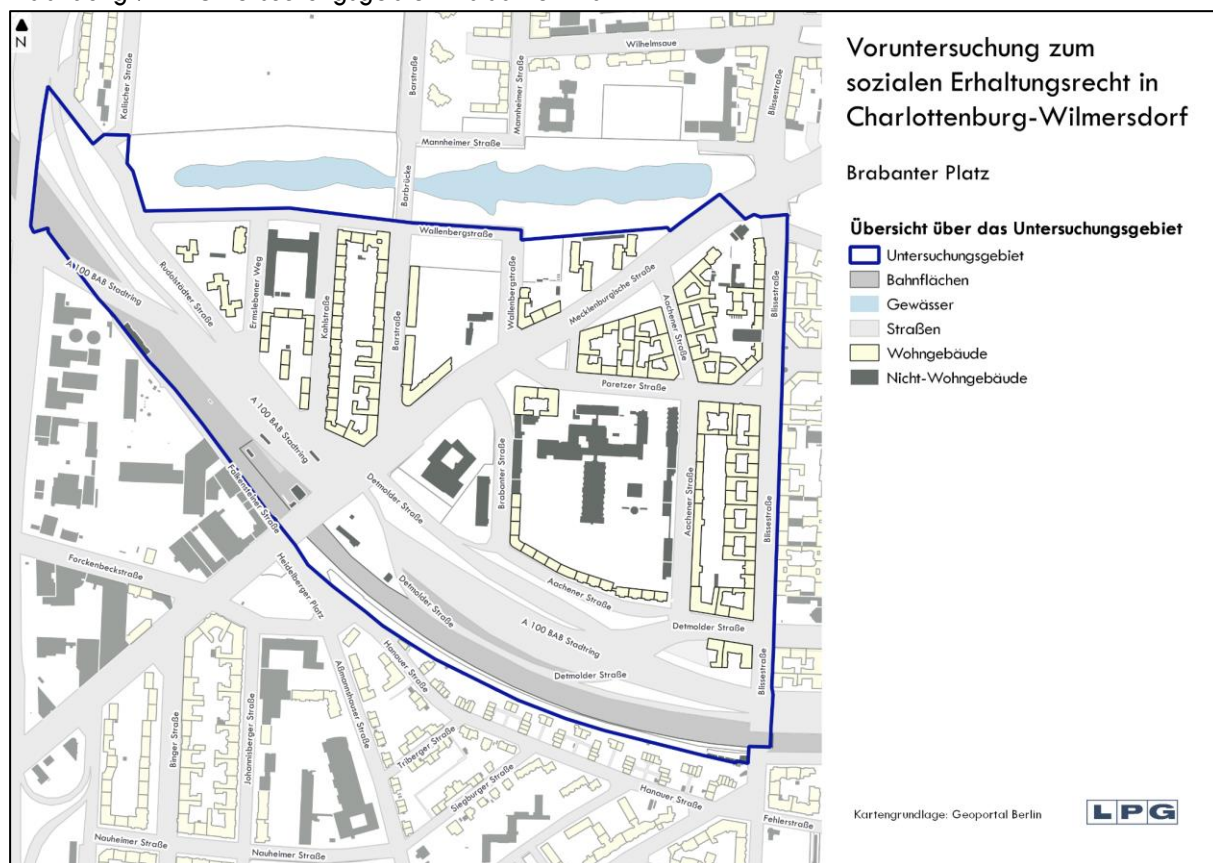 N
Voruntersuchung zum
sozialen Erhaltungsrecht in
Charlottenburg-Wilmersdorf
Brabanter Platz
Übersicht über das Untersuchungsgebiet
Untersuchungsgebiet
Bahnflächen
Gewässer
Straßen
Wohngebäude
Nicht-Wohngebäude
Kalischer Straße
Barstraße
Mannheimer Straße
Wilhelmsaue
Blissestraße
Mannheimer Straße
Barbrücke
Wallenbergstraße
A 100 BAB Stadtring
Rudolstädter Straße
Ermslebener Weg
Kahlstraße
Barstraße
Wallenbergstraße
Mecklenburgische Straße
Aachener Straße
Blissestraße
Paretzer Straße
A 100 BAB Stadtring
Falkensteiner Straße
Detmolder Straße
Brabanter Straße
Aachener Straße
Blissestraße
Forckenbeckstraße
Heidelberger Platz
Detmolder Straße
Aachener Straße
A 100 BAB Stadtring
Detmolder Straße
Detmolder Straße
Blissestraße
Hanauer Straße
Aßmannshauser Straße
Binger Straße
Johannisberger Straße
Triberger Straße
Siegburger Straße
Hanauer Straße
Nauheimer Straße
Nauheimer Straße
Fehlerstraße
Kartengrundlage: Geoportal Berlin
LPG